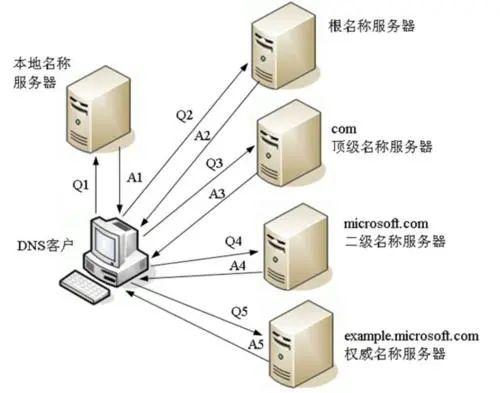 根名称服务器
本地名称
服务器
Q2
A2
com
顶级名称服务器
Q3
A3
Q1
A1
DNS客户
microsoft.com
二级名称服务器
Q4
A4
Q5
A5
example.microsoft.com
权威名称服务器